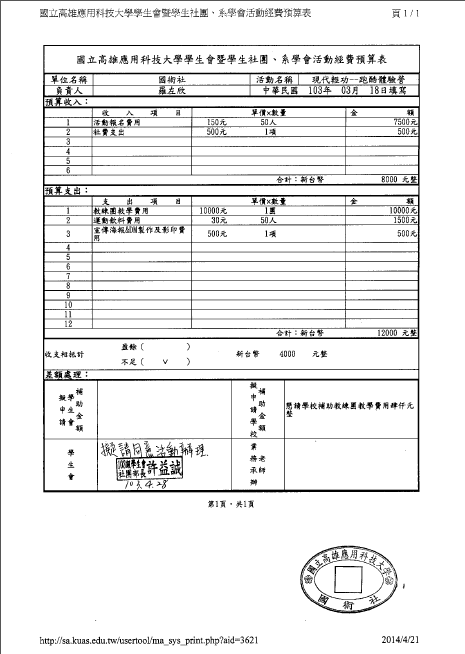 國立高雄應用科技大學學生會暨學生社團、系學會活動經費預算表 頁 1 / 1
國立高雄應用科技大學學生會暨學生社團、系學會活動經費預算表
單位名稱 國術社 活動名稱 現代輕功--跑酷體驗營
負責人 羅左欣 中華民國 103年 03月 18日填寫
預算收入：
收入項目 單價×數量 金額
1 活動報名費用 150元 50人 7500元
2 社費支出 500元 1項 500元
3
4
5
6
合計：新台幣 8000 元整
預算支出：
支出項目 單價×數量 金額
1 教練團教學費用 10000元 1團 10000元
2 運動飲料費用 30元 50人 1500元
3 宣傳海報&DM製作及影印費用 500元 1項 500元
4
5
6
7
8
9
10
11
12
合計：新台幣 12000 元整
收支相抵計 盈餘( ) 不足( V ) 新台幣 4000 元整
差額處理：
擬申請學生會補助金額
擬申請學校補助金額 懇請學校補助教練團教學費用肆仟元整
學生會 擬請同意活動辦理
學生會
社團部長 許益誠
103.4.28
業務承辦老師
第1頁，共1頁
國立高雄應用科技大學
國術社
http://sa.kuas.edu.tw/usertool/ma_sys_print.php?aid=3621 2014/4/21